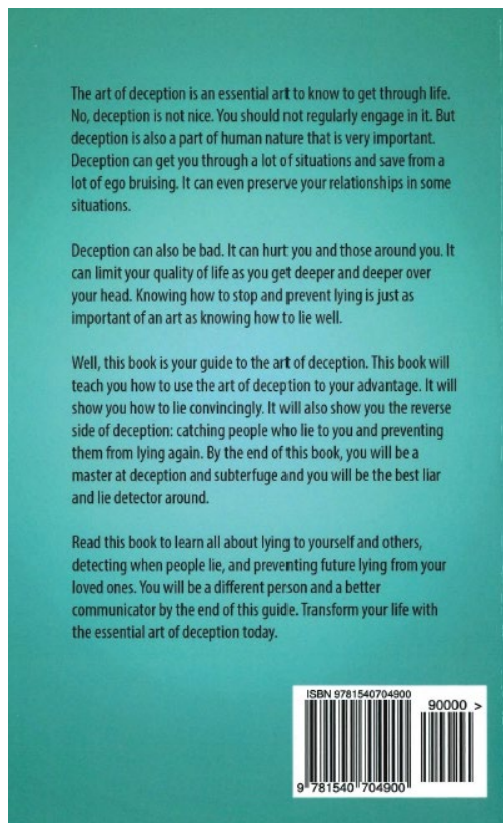 The art of deception is an essential art to know to get through life.
No, deception is not nice. You should not regularly engage in it. But
deception is also a part of human nature that is very important.
Deception can get you through a lot of situations and save from a
lot of ego bruising. It can even preserve your relationships in some
situations.
Deception can also be bad. It can hurt you and those around you. It
can limit your quality of life as you get deeper and deeper over
your head. Knowing how to stop and prevent lying is just as
important of an art as knowing how to lie well.
Well, this book is your guide to the art of deception. This book will
teach you how to use the art of deception to your advantage. It will
show you how to lie convincingly. It will also show you the reverse
side of deception: catching people who lie to you and preventing
them from lying again. By the end of this book, you will be a
master at deception and subterfuge and you will be the best liar
and lie detector around.
Read this book to learn all about lying to yourself and others,
detecting when people lie, and preventing future lying from your
loved ones. You will be a different person and a better
communicator by the end of this guide. Transform your life with
the essential art of deception today.
ISBN 9781540704900
90000 >
9 781540 704900